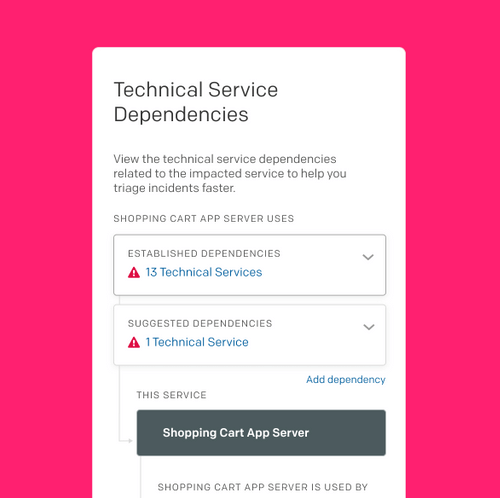 Technical Service
Dependencies
View the technical service dependencies
related to the impacted service to help you
triage incidents faster.
SHOPPING CART APP SERVER USES
ESTABLISHED DEPENDENCIES
13 Technical Services
SUGGESTED DEPENDENCIES
1 Technical Service
Add dependency
THIS SERVICE
Shopping Cart App Server
SHOPPING CART APP SERVER IS USED BY